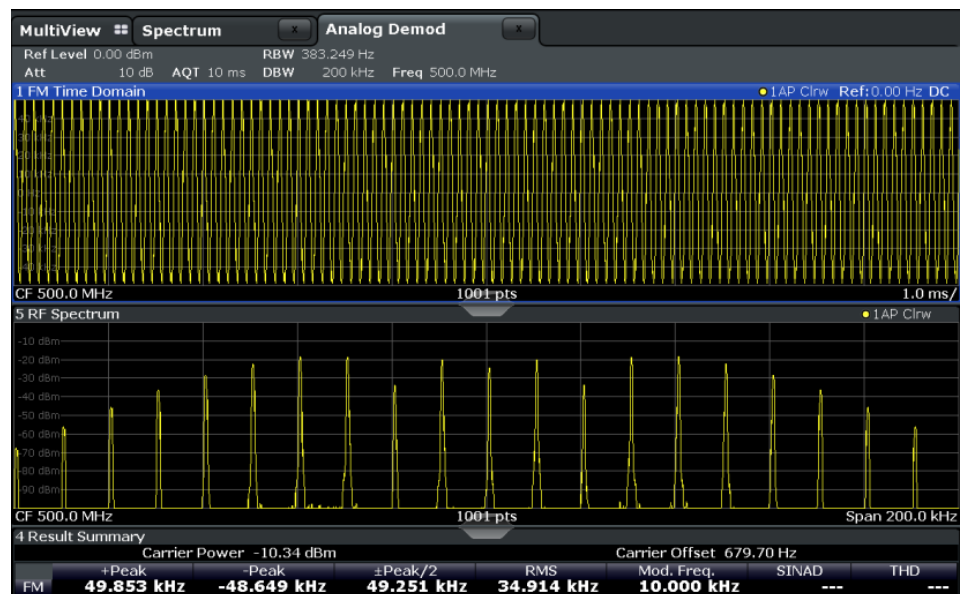 MultiView Spectrum x Analog Demod x
Ref Level 0.00 dBm RBW 383.249 Hz
Att 10 dB AQT 10 ms DBW 200 kHz Freq 500.0 MHz
1 FM Time Domain 1AP Clrw Ref:0.00 Hz DC
CF 500.0 MHz 1001 pts 1.0 ms/
5 RF Spectrum 1AP Clrw
-10 dBm
-20 dBm
-30 dBm
-40 dBm
-50 dBm
-60 dBm
-70 dBm
-80 dBm
-90 dBm
CF 500.0 MHz 1001 pts Span 200.0 kHz
4 Result Summary
Carrier Power -10.34 dBm Carrier Offset 679.70 Hz
+Peak -Peak ±Peak/2 RMS Mod. Freq. SINAD THD
FM 49.853 kHz -48.649 kHz 49.251 kHz 34.914 kHz 10.000 kHz --- ---